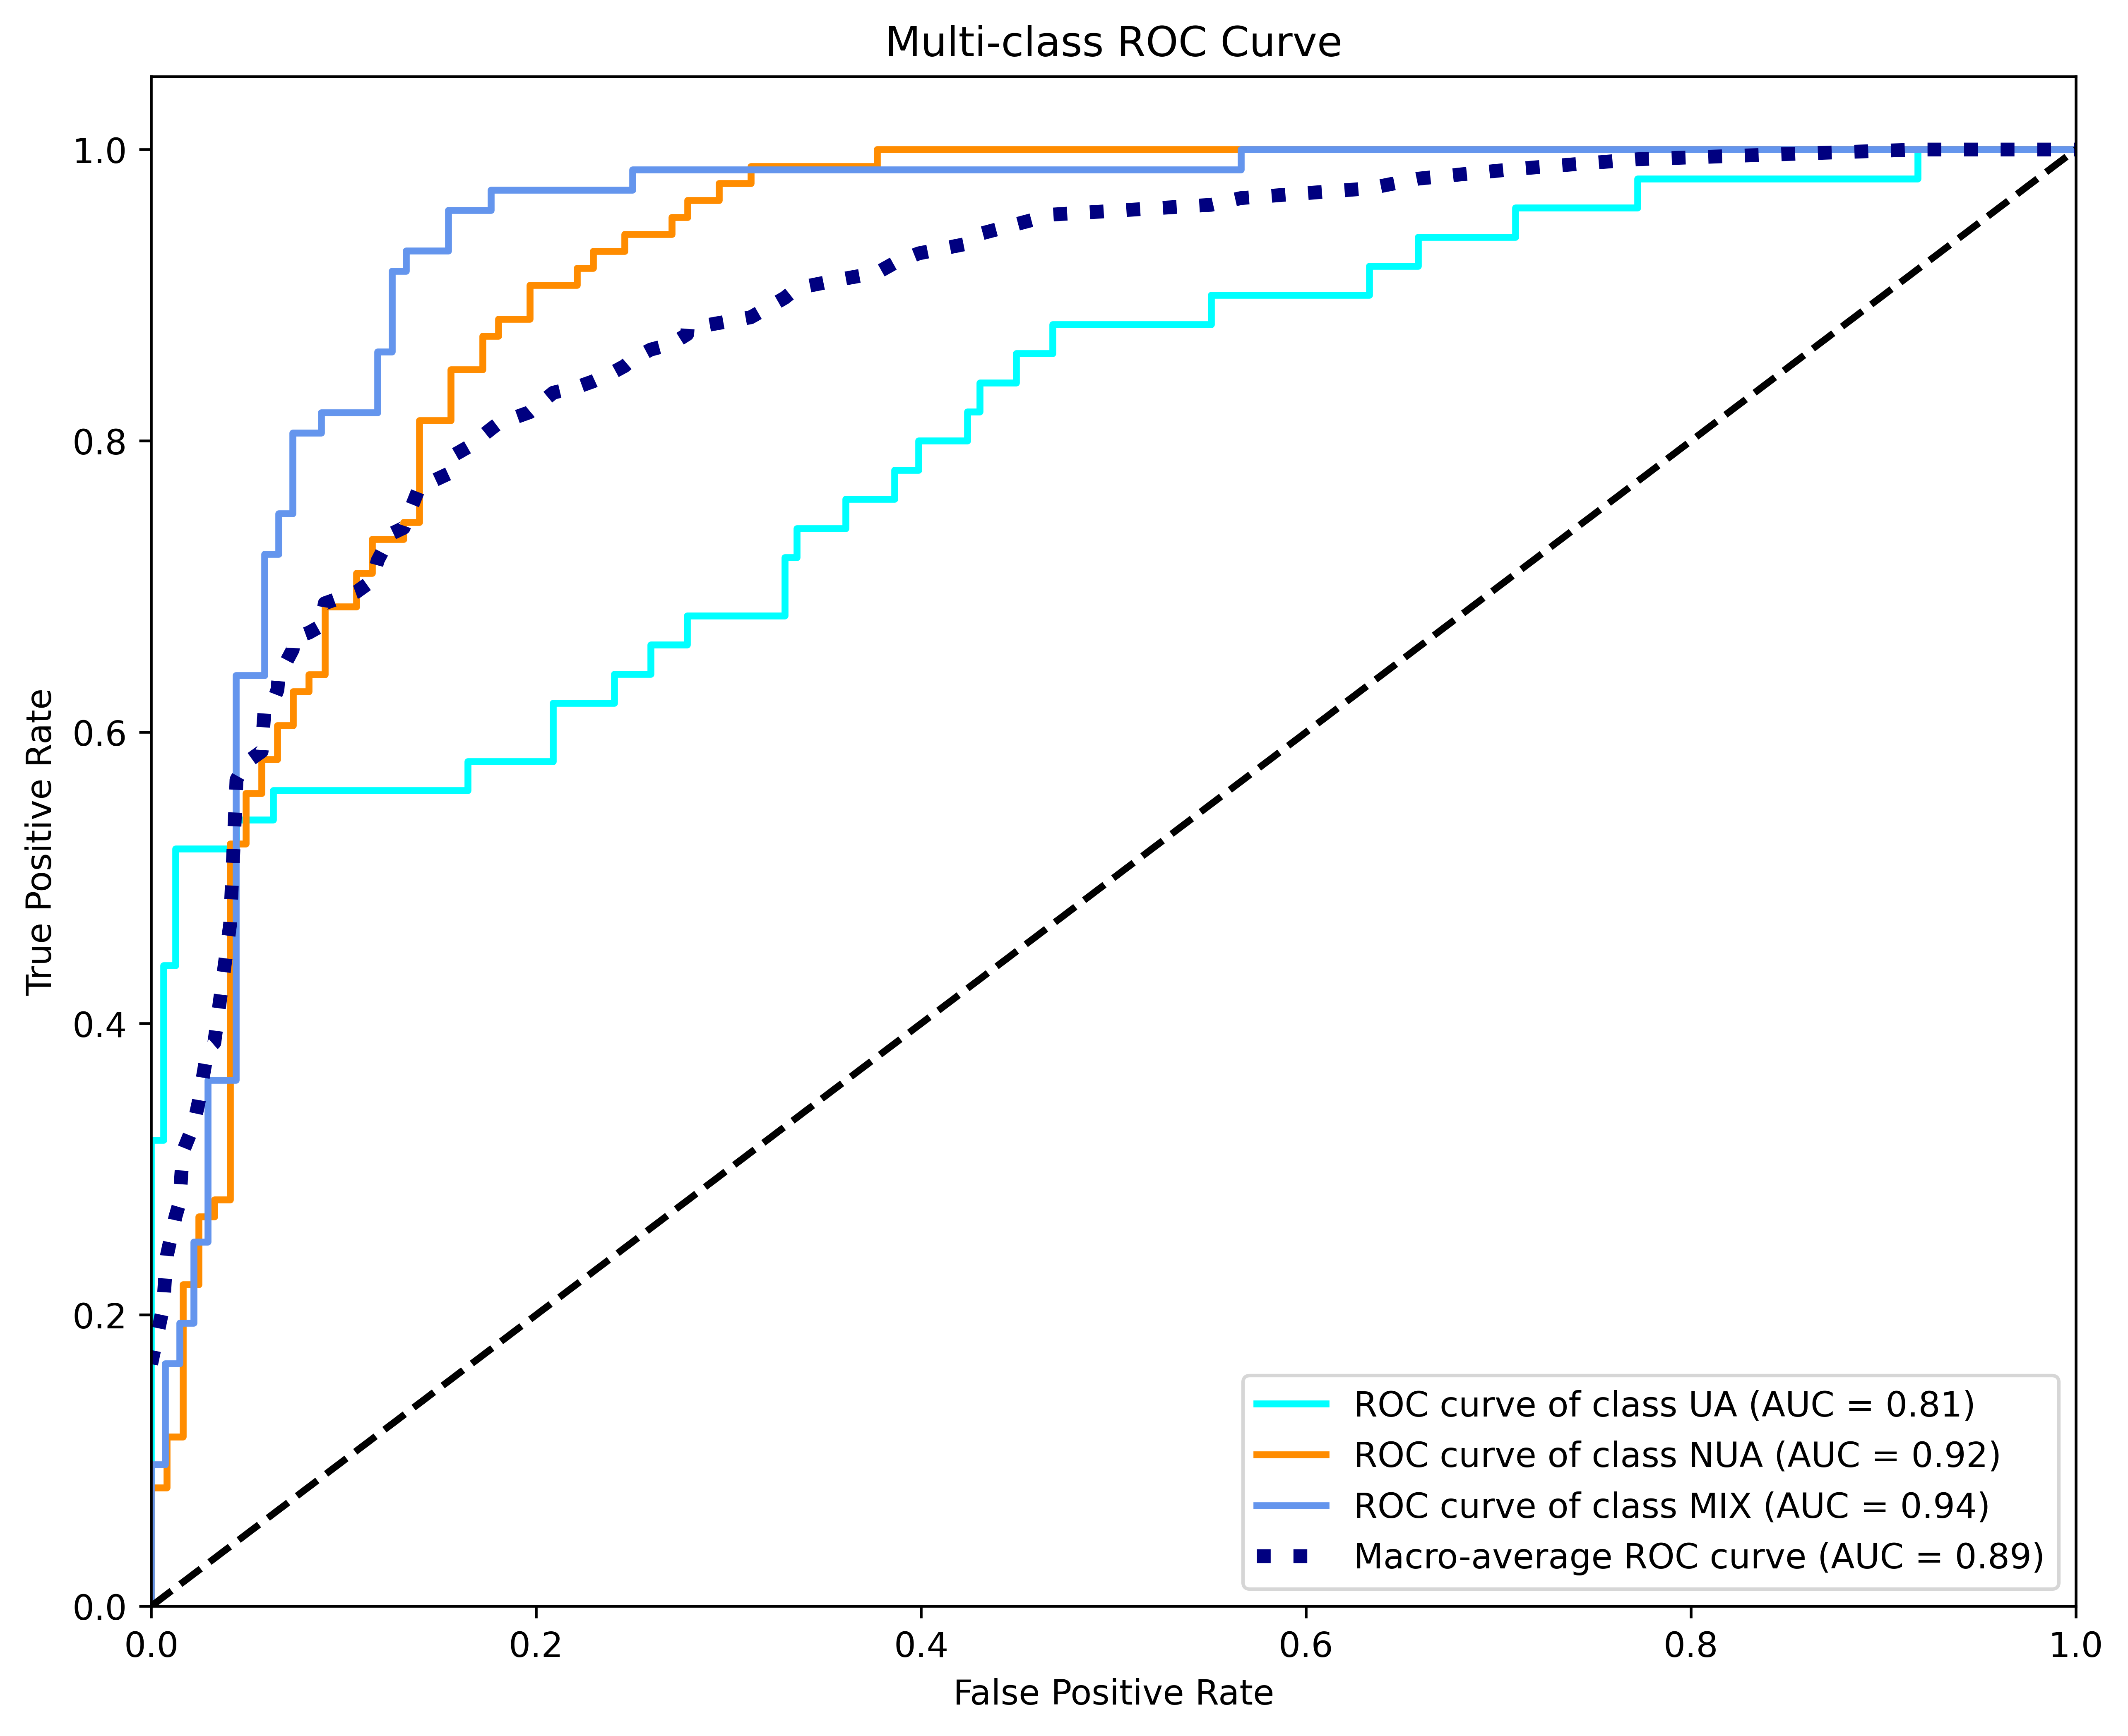 Multi-class ROC Curve
1.0
0.8
0.6
0.4
0.2
0.0
True Positive Rate
0.0 0.2 0.4 0.6 0.8 1.0
False Positive Rate
ROC curve of class UA (AUC = 0.81)
ROC curve of class NUA (AUC = 0.92)
ROC curve of class MIX (AUC = 0.94)
Macro-average ROC curve (AUC = 0.89)